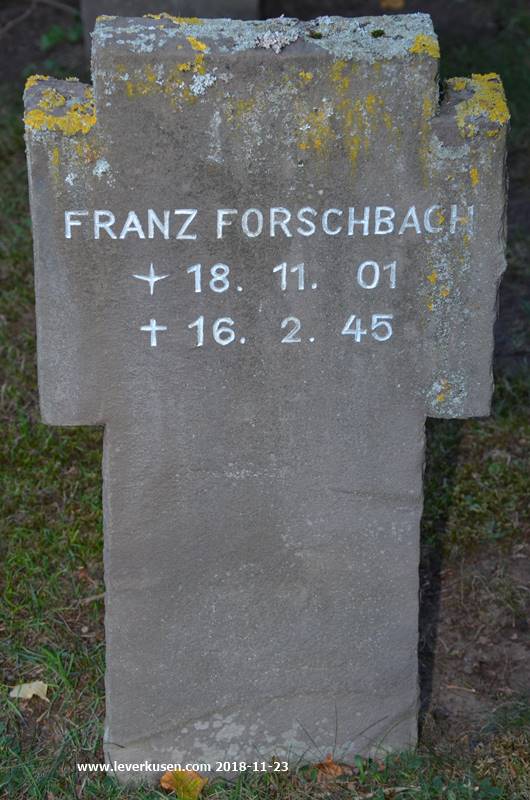 FRANZ FORSCHBACH
18. 11. 01
† 16. 2. 45
www.leverkusen.com 2018-11-23